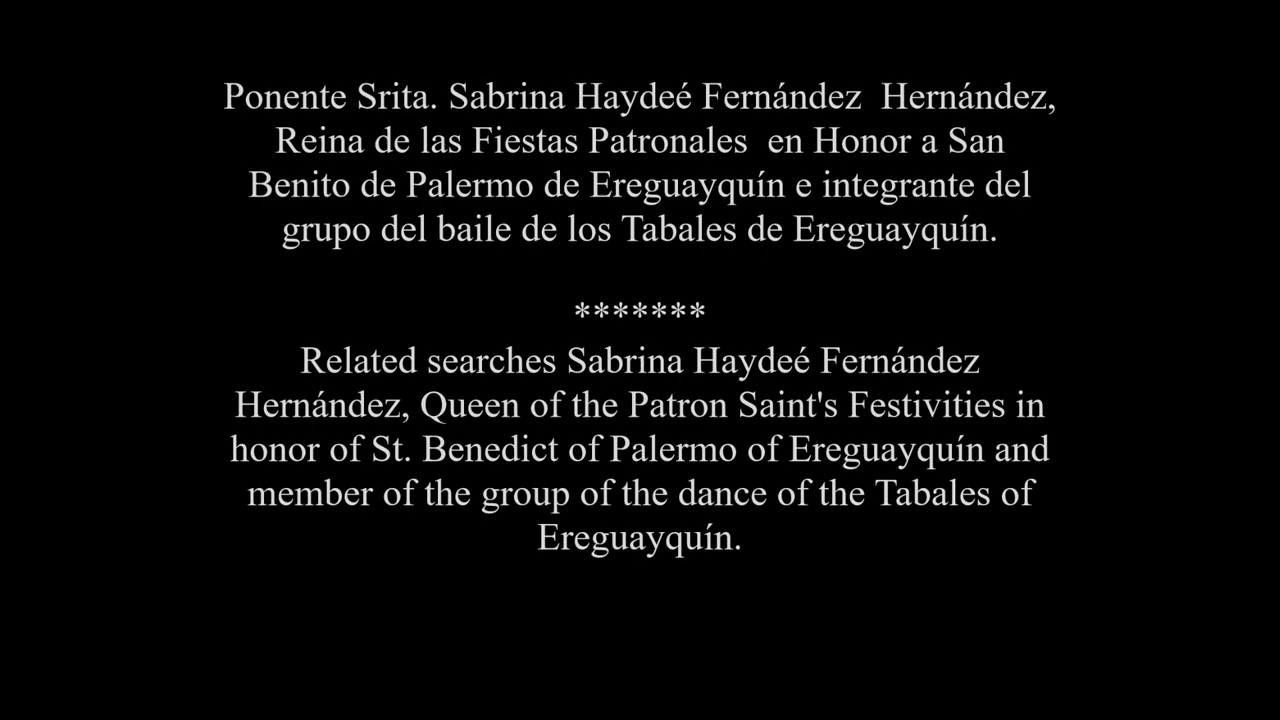 Ponente Srita. Sabrina Haydeé Fernández  Hernández,
Reina de las Fiestas Patronales  en Honor a San
Benito de Palermo de Ereguayquín e integrante del
grupo del baile de los Tabales de Ereguayquín.
*******
Related searches Sabrina Haydeé Fernández
Hernández, Queen of the Patron Saint's Festivities in
honor of St. Benedict of Palermo of Ereguayquín and
member of the group of the dance of the Tabales of
Ereguayquín.